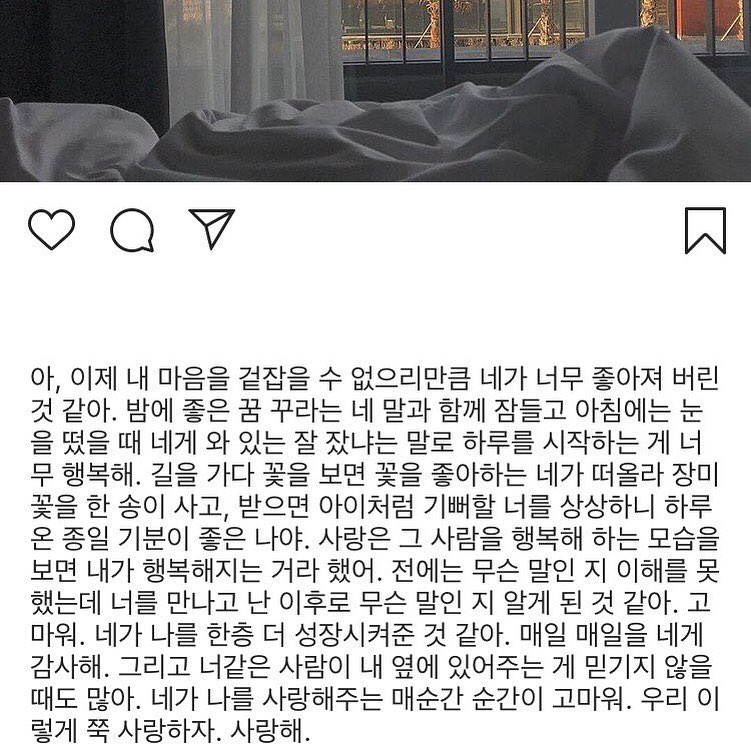 아, 이제 내 마음을 겉잡을 수 없으리만큼 네가 너무 좋아져 버린
것 같아. 밤에 좋은 꿈 꾸라는 네 말과 함께 잠들고 아침에는 눈
을 떴을 때 네게 와 있는 잘 잤냐는 말로 하루를 시작하는 게 너
무 행복해. 길을 가다 꽃을 보면 꽃을 좋아하는 네가 떠올라 장미
꽃을 한 송이 사고, 받으면 아이처럼 기뻐할 너를 상상하니 하루
온 종일 기분이 좋은 나야. 사랑은 그 사람을 행복해 하는 모습을
보면 내가 행복해지는 거라 했어. 전에는 무슨 말인 지 이해를 못
했는데 너를 만나고 난 이후로 무슨 말인 지 알게 된 것 같아. 고
마워. 네가 나를 한층 더 성장시켜준 것 같아. 매일 매일을 네게
감사해. 그리고 너같은 사람이 내 옆에 있어주는 게 믿기지 않을
때도 많아. 네가 나를 사랑해주는 매순간 순간이 고마워. 우리 이
렇게 쭉 사랑하자. 사랑해.